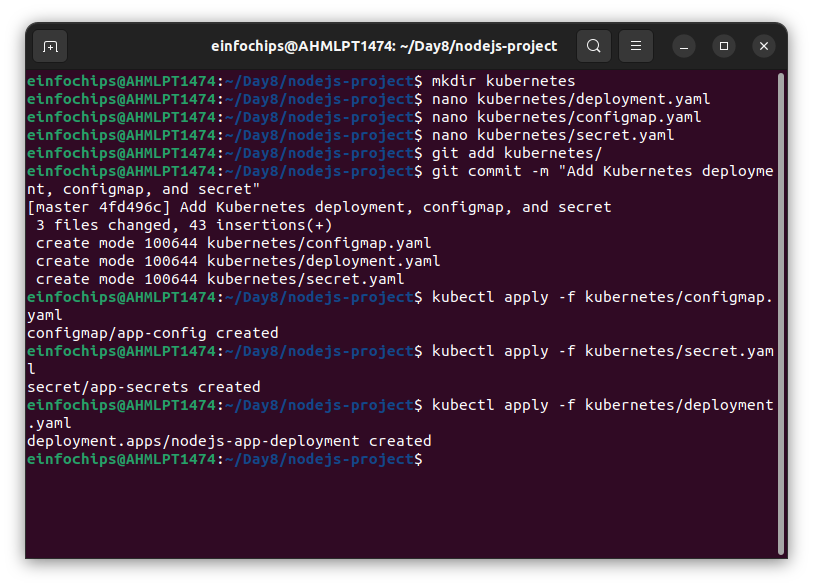 einfochips@AHMLPT1474: ~/Day8/nodejs-project
einfochips@AHMLPT1474:~/Day8/nodejs-project$ mkdir kubernetes
einfochips@AHMLPT1474:~/Day8/nodejs-project$ nano kubernetes/deployment.yaml
einfochips@AHMLPT1474:~/Day8/nodejs-project$ nano kubernetes/configmap.yaml
einfochips@AHMLPT1474:~/Day8/nodejs-project$ nano kubernetes/secret.yaml
einfochips@AHMLPT1474:~/Day8/nodejs-project$ git add kubernetes/
einfochips@AHMLPT1474:~/Day8/nodejs-project$ git commit -m "Add Kubernetes deployme
nt, configmap, and secret"
[master 4fd496c] Add Kubernetes deployment, configmap, and secret
 3 files changed, 43 insertions(+)
 create mode 100644 kubernetes/configmap.yaml
 create mode 100644 kubernetes/deployment.yaml
 create mode 100644 kubernetes/secret.yaml
einfochips@AHMLPT1474:~/Day8/nodejs-project$ kubectl apply -f kubernetes/configmap.
yaml
configmap/app-config created
einfochips@AHMLPT1474:~/Day8/nodejs-project$ kubectl apply -f kubernetes/secret.yam
l
secret/app-secrets created
einfochips@AHMLPT1474:~/Day8/nodejs-project$ kubectl apply -f kubernetes/deployment
.yaml
deployment.apps/nodejs-app-deployment created
einfochips@AHMLPT1474:~/Day8/nodejs-project$